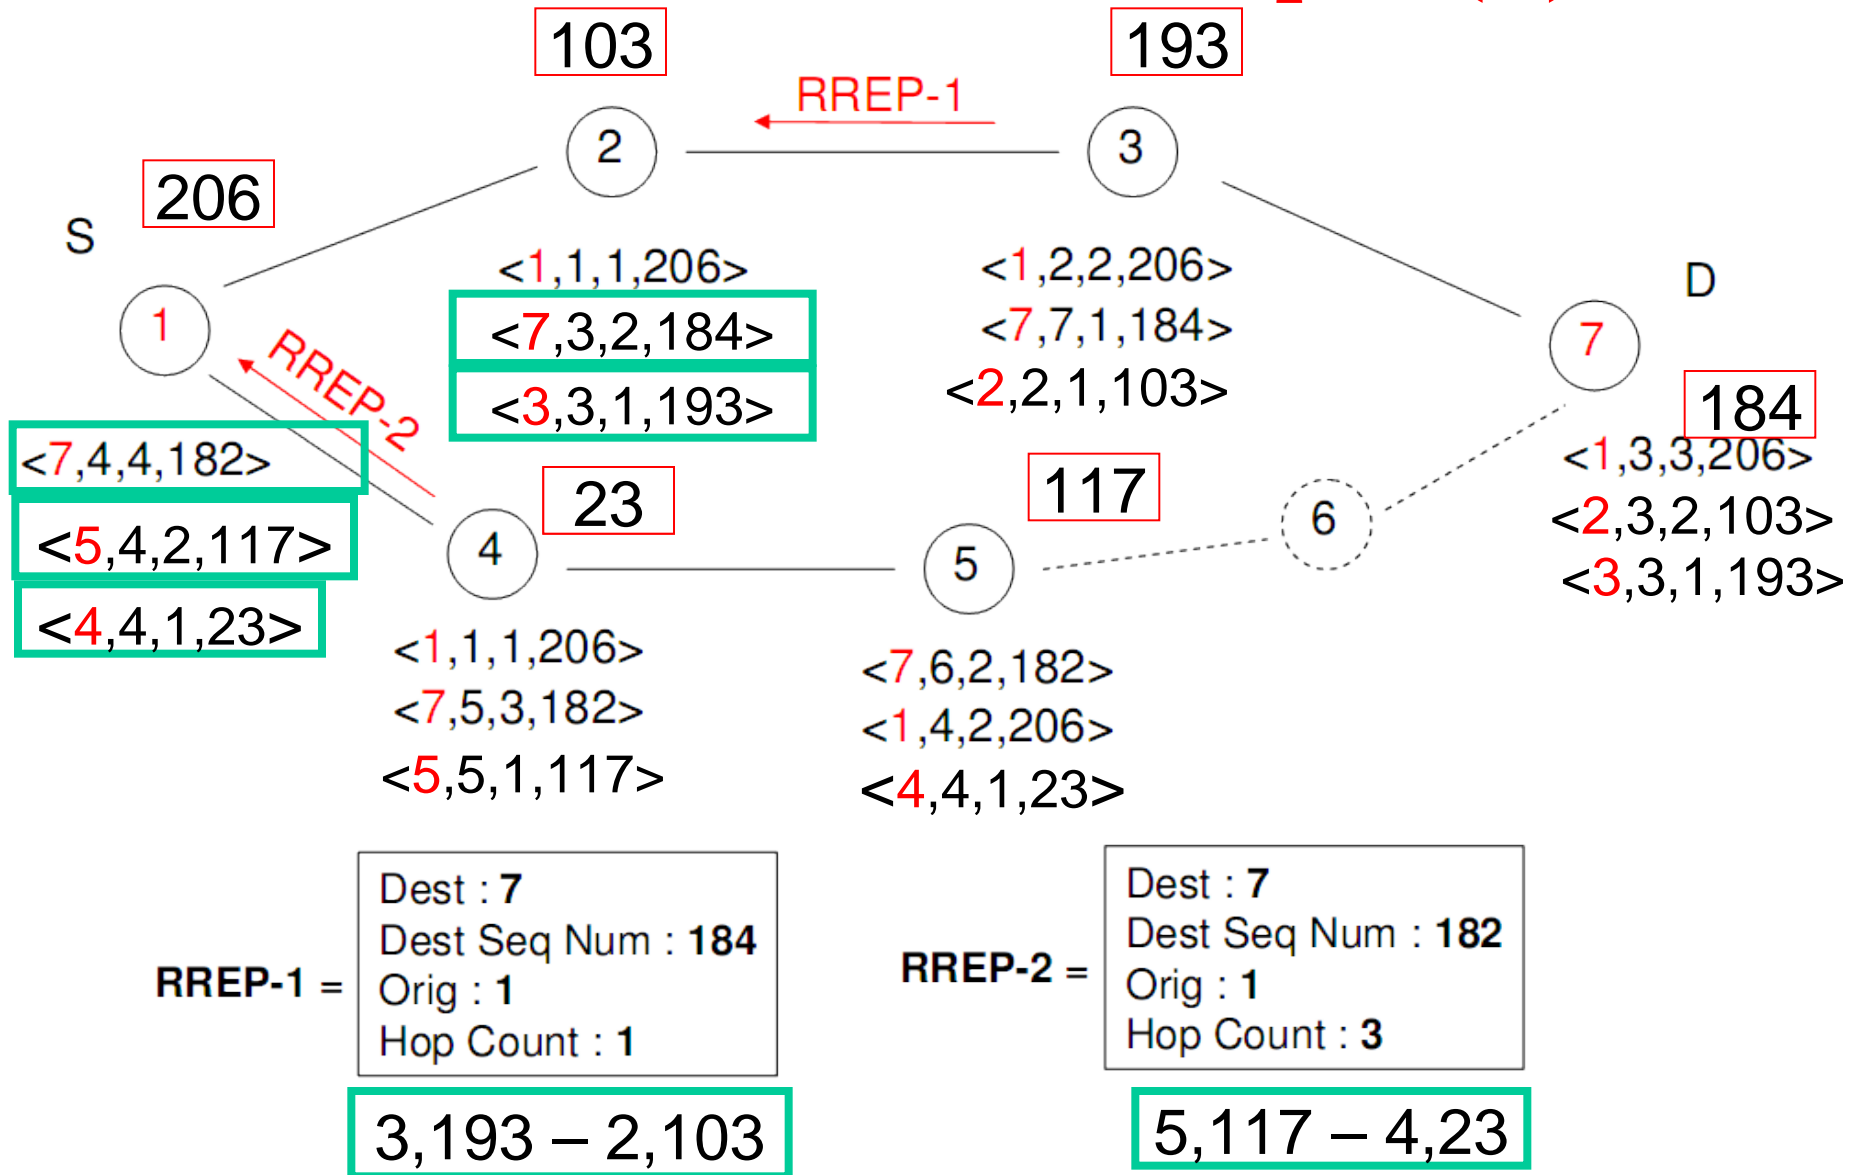 103
193
RREP-1
2
3
206
S
<1,1,1,206>
<7,3,2,184>
<3,3,1,193>
<1,2,2,206>
<7,7,1,184>
<2,2,1,103>
D
1
7
RREP-2
184
<7,4,4,182>
<5,4,2,117>
<4,4,1,23>
23
117
4
5
6
<1,3,3,206>
<2,3,2,103>
<3,3,1,193>
<1,1,1,206>
<7,5,3,182>
<5,5,1,117>
<7,6,2,182>
<1,4,2,206>
<4,4,1,23>
RREP-1 =
Dest : 7
Dest Seq Num : 184
Orig : 1
Hop Count : 1
3,193 – 2,103
RREP-2 =
Dest : 7
Dest Seq Num : 182
Orig : 1
Hop Count : 3
5,117 – 4,23